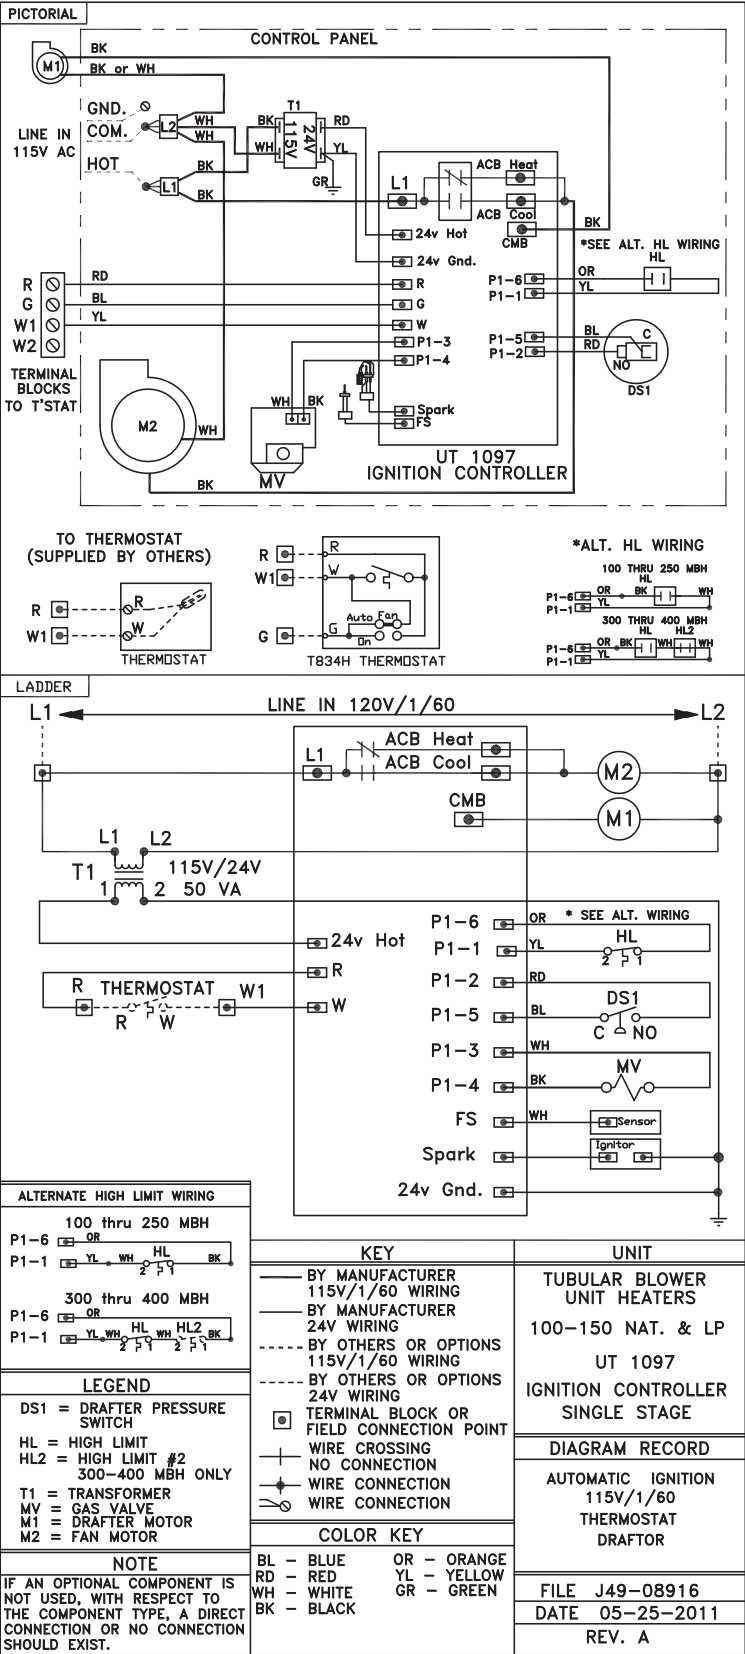 PICTORIAL
CONTROL PANEL
M1
BK
BK or WH
GND.
COM.
LINE IN
115V AC
HOT
L2
WH
WH
WH
L1
BK
BK
T1
BK
RD
115V
24V
WH
YL
GR
L1
ACB Heat
ACB Cool
CMB
BK
24v Hot
24v Gnd.
*SEE ALT. HL WIRING
HL
P1-6
OR
P1-1
YL
R
RD
R
G
BL
G
W1
YL
W
W2
P1-3
P1-4
P1-5
BL
C
P1-2
RD
NO
DS1
TERMINAL
BLOCKS
TO T'STAT
M2
WH
WH
BK
MV
Spark
FS
BK
UT 1097
IGNITION CONTROLLER
TO THERMOSTAT
(SUPPLIED BY OTHERS)
R
R
W1
W
THERMOSTAT
R
R
W1
W
G
G
Auto
Fan
On
T834H THERMOSTAT
*ALT. HL WIRING
100 THRU 250 MBH
HL
P1-6
OR
BK
WH
P1-1
YL
300 THRU 400 MBH
HL
HL2
P1-6
OR
BK
WH
WH
P1-1
YL
LADDER
L1
LINE IN 120V/1/60
L2
L1
ACB Heat
ACB Cool
M2
CMB
M1
L1
L2
T1
115V/24V
50 VA
1
2
24v Hot
R
W
R
THERMOSTAT
W1
R
W
P1-6
OR
* SEE ALT. WIRING
P1-1
YL
HL
2
1
P1-2
RD
P1-5
BL
DS1
C
NO
P1-3
WH
P1-4
BK
MV
FS
WH
Sensor
Spark
Ignitor
24v Gnd.
ALTERNATE HIGH LIMIT WIRING
100 thru 250 MBH
P1-6
OR
P1-1
YL
WH
HL
2
1
BK
300 thru 400 MBH
P1-6
OR
P1-1
YL
WH
HL
2
1
WH
HL2
2
1
BK
LEGEND
DS1 = DRAFTER PRESSURE
SWITCH
HL = HIGH LIMIT
HL2 = HIGH LIMIT #2
300-400 MBH ONLY
T1 = TRANSFORMER
MV = GAS VALVE
M1 = DRAFTER MOTOR
M2 = FAN MOTOR
NOTE
IF AN OPTIONAL COMPONENT IS
NOT USED, WITH RESPECT TO
THE COMPONENT TYPE, A DIRECT
CONNECTION OR NO CONNECTION
SHOULD EXIST.
KEY
BY MANUFACTURER
115V/1/60 WIRING
BY MANUFACTURER
24V WIRING
BY OTHERS OR OPTIONS
115V/1/60 WIRING
BY OTHERS OR OPTIONS
24V WIRING
TERMINAL BLOCK OR
FIELD CONNECTION POINT
WIRE CROSSING
NO CONNECTION
WIRE CONNECTION
WIRE CONNECTION
COLOR KEY
BL - BLUE
RD - RED
WH - WHITE
BK - BLACK
OR - ORANGE
YL - YELLOW
GR - GREEN
UNIT
TUBULAR BLOWER
UNIT HEATERS
100-150 NAT. & LP
UT 1097
IGNITION CONTROLLER
SINGLE STAGE
DIAGRAM RECORD
AUTOMATIC IGNITION
115V/1/60
THERMOSTAT
DRAFTOR
FILE J49-08916
DATE 05-25-2011
REV. A